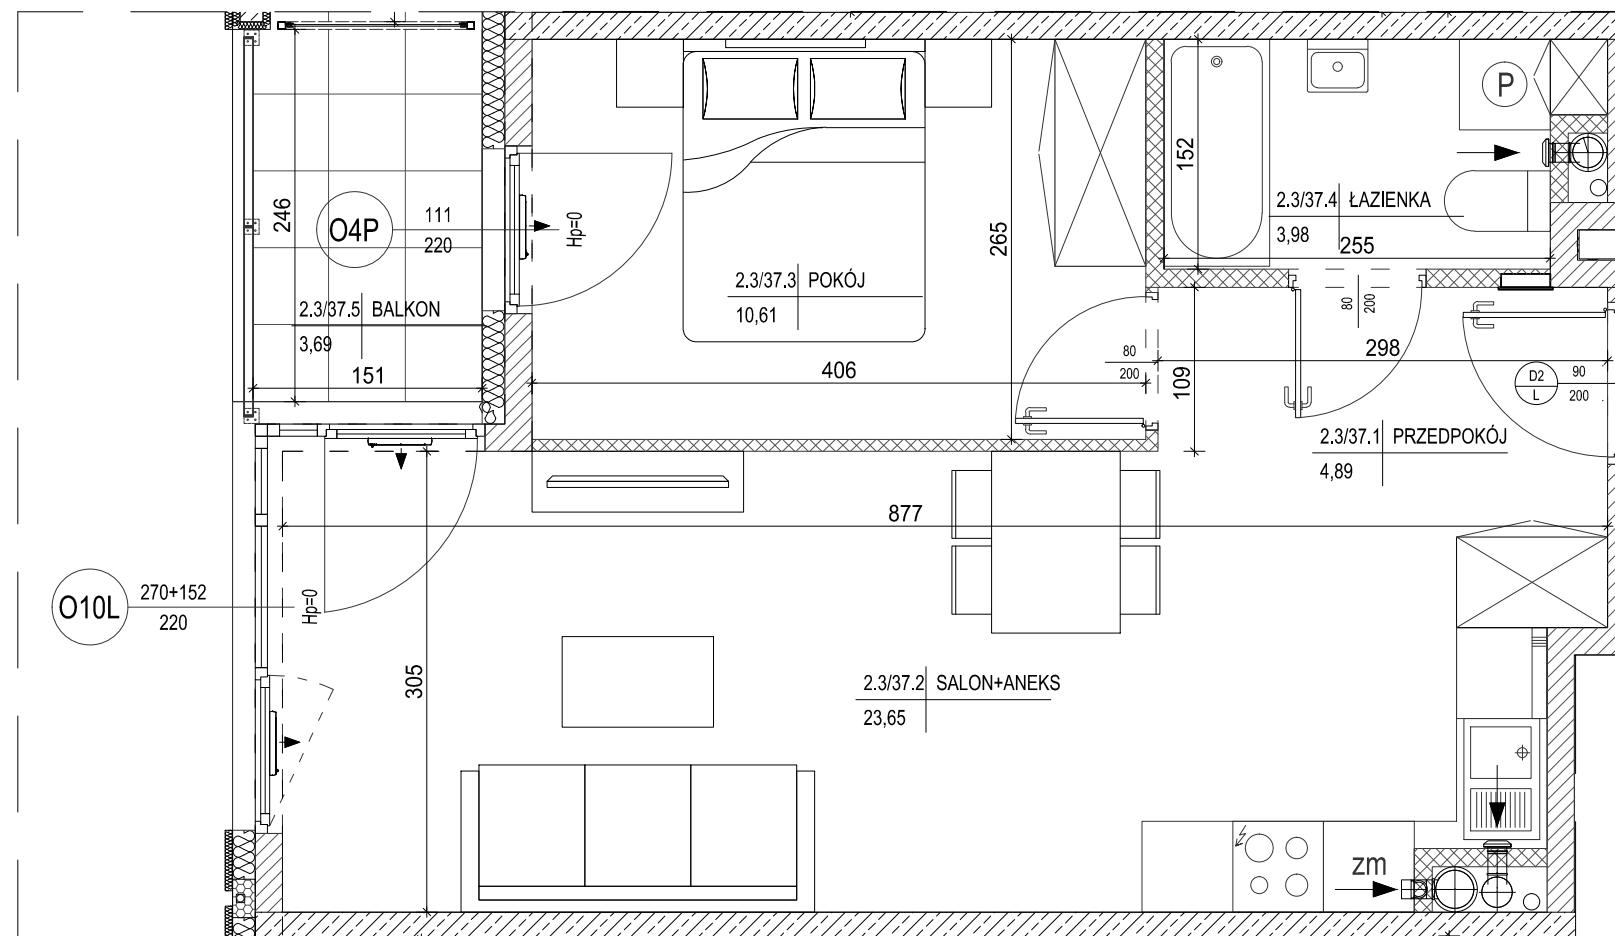 P
152
2.3/37.4 ŁAZIENKA
3,98
255
246
O4P
111
220
Hp=0
265
2.3/37.3 POKÓJ
10,61
2.3/37.5 BALKON
3,69
151
406
80
200
109
80
200
298
D2
L
90
200
2.3/37.1 PRZEDPOKÓJ
4,89
877
O10L
270+152
220
Hp=0
305
2.3/37.2 SALON+ANEKS
23,65
zm